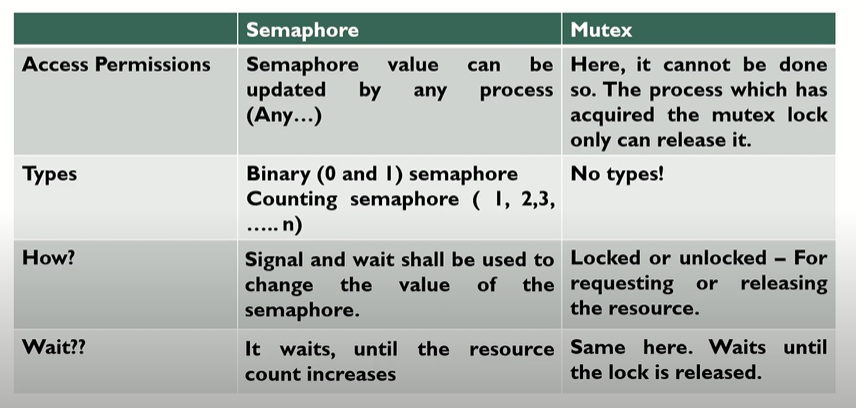 Semaphore Mutex
Access Permissions
Semaphore value can be
updated by any process
(Any...)
Here, it cannot be done
so. The process which has
acquired the mutex lock
only can release it.
Types
Binary (0 and 1) semaphore
Counting semaphore ( 1, 2,3,
..... n)
No types!
How?
Signal and wait shall be used to
change the value of the
semaphore.
Locked or unlocked – For
requesting or releasing
the resource.
Wait??
It waits, until the resource
count increases
Same here. Waits until
the lock is released.